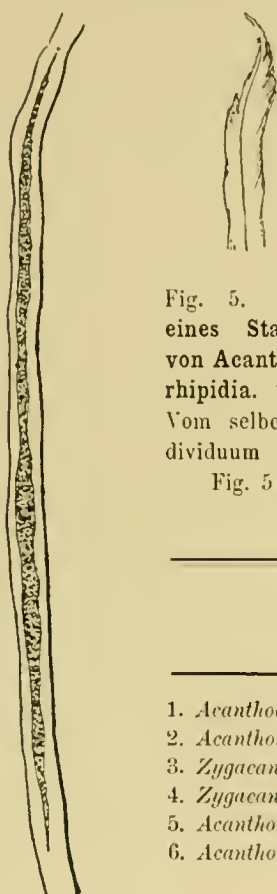 Fig. 5.
eines Sta
von Acant
rhipidia.
Vom selbe
dividuum
Fig. 5
1. Acanthoc
2. Acantho
3. Zygacan
4. Zygacan
5. Acantho
6. Acantho